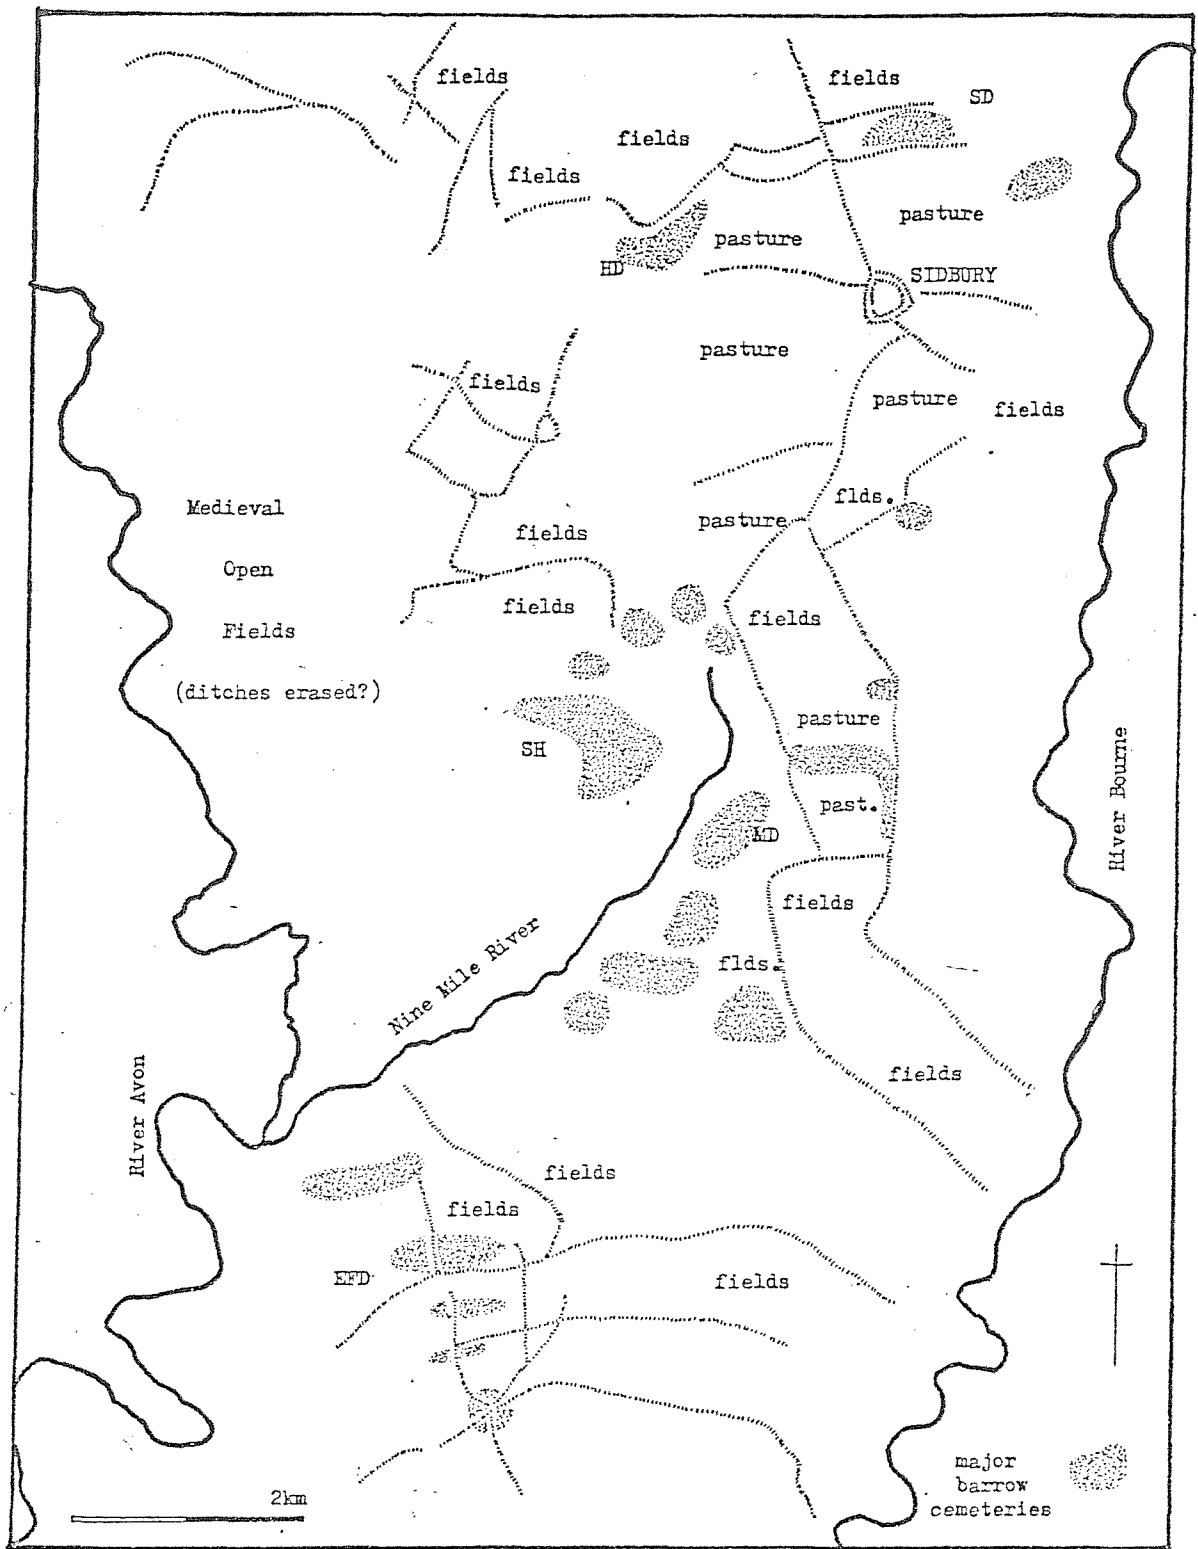 fields
fields
SD
fields
fields
pasture
pasture
HD
SIDBURY
pasture
fields
pasture
fields
flds.
Medieval
pasture
fields
Open
fields
fields
Fields
(ditches erased?)
pasture
SH
past.
MD
River Bourne
fields
flds.
Nine Mile River
fields
River Avon
fields
fields
EFD
fields
major
barrow
cemeteries
2km